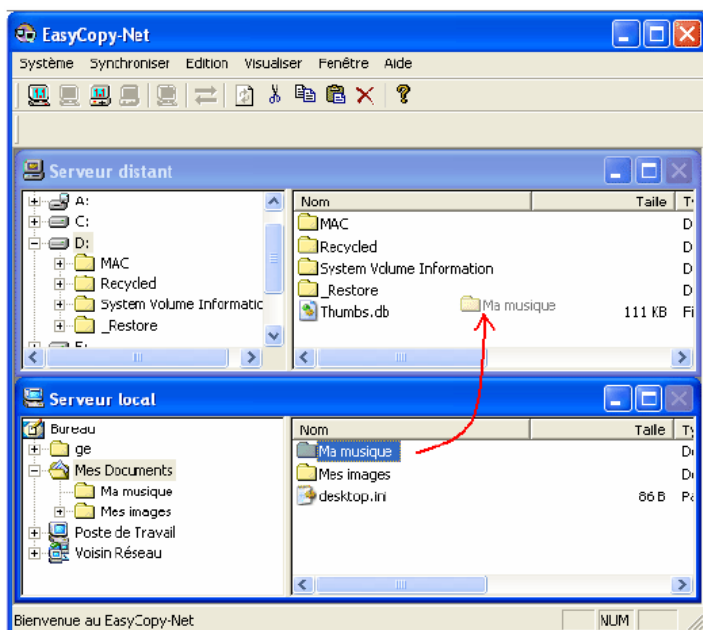 EasyCopy-Net
Système Synchroniser Edition Visualiser Fenêtre Aide
Serveur distant
A:
C:
D:
MAC
Recycled
System Volume Informatic
_Restore
Nom Taille
MAC D
Recycled D
System Volume Information D
_Restore D
Thumbs.db 111 KB Fi
Ma musique
Serveur local
Bureau
ge
Mes Documents
Ma musique
Mes images
Poste de Travail
Voisin Réseau
Nom Taille
Ma musique
Mes images
desktop.ini 86 B
Bienvenue au EasyCopy-Net NUM